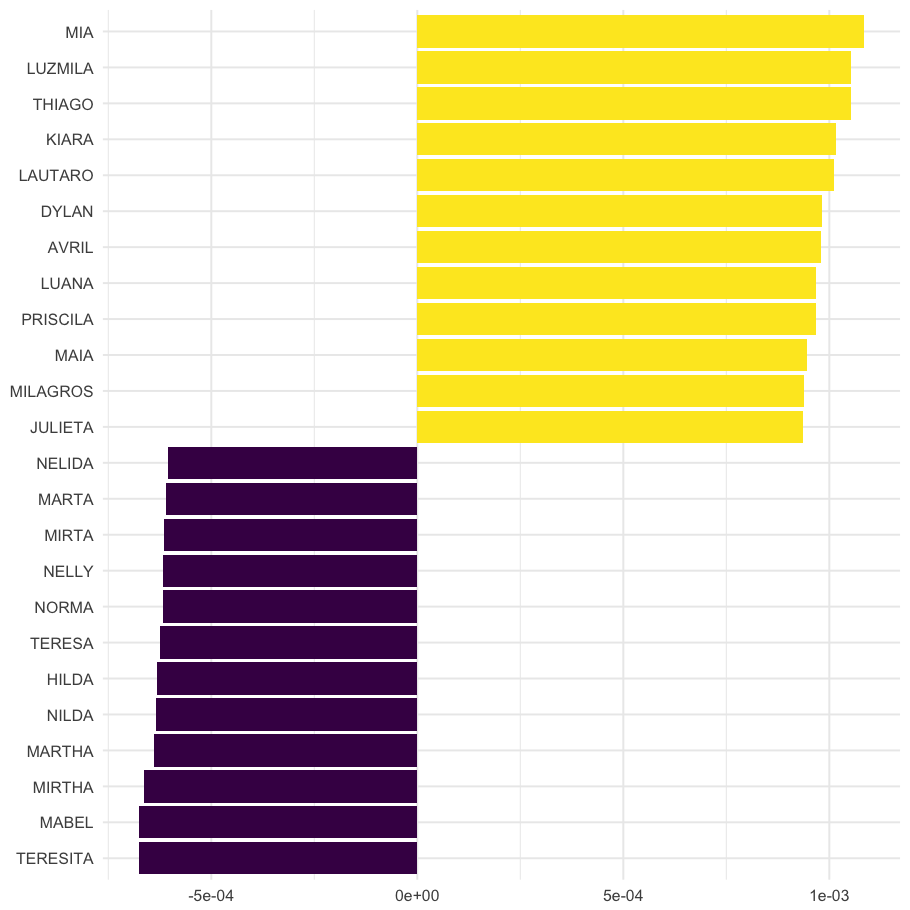 MIA
LUZMILA
THIAGO
KIARA
LAUTARO
DYLAN
AVRIL
LUANA
PRISCILA
MAIA
MILAGROS
JULIETA
NELIDA
MARTA
MIRTA
NELLY
NORMA
TERESA
HILDA
NILDA
MARTHA
MIRTHA
MABEL
TERESITA
-5e-04 0e+00 5e-04 1e-03